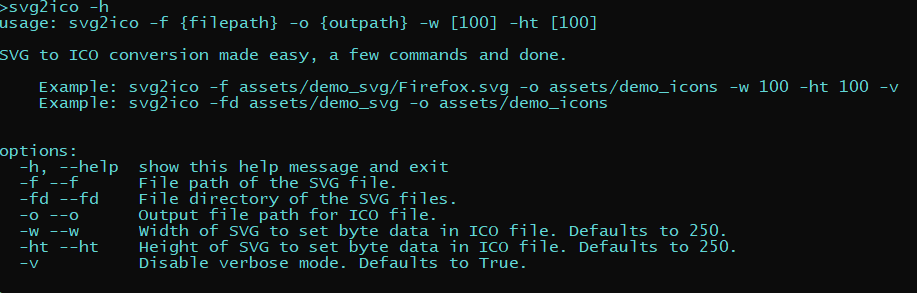 >svg2ico -h
usage: svg2ico -f {filepath} -o {outpath} -w [100] -ht [100]
SVG to ICO conversion made easy, a few commands and done.
Example: svg2ico -f assets/demo_svg/Firefox.svg -o assets/demo_icons -w 100 -ht 100 -v
Example: svg2ico -fd assets/demo_svg -o assets/demo_icons
options:
-h, --help  show this help message and exit
-f --f      File path of the SVG file.
-fd --fd    File directory of the SVG files.
-o --o      Output file path for ICO file.
-w --w      Width of SVG to set byte data in ICO file. Defaults to 250.
-ht --ht    Height of SVG to set byte data in ICO file. Defaults to 250.
-v          Disable verbose mode. Defaults to True.